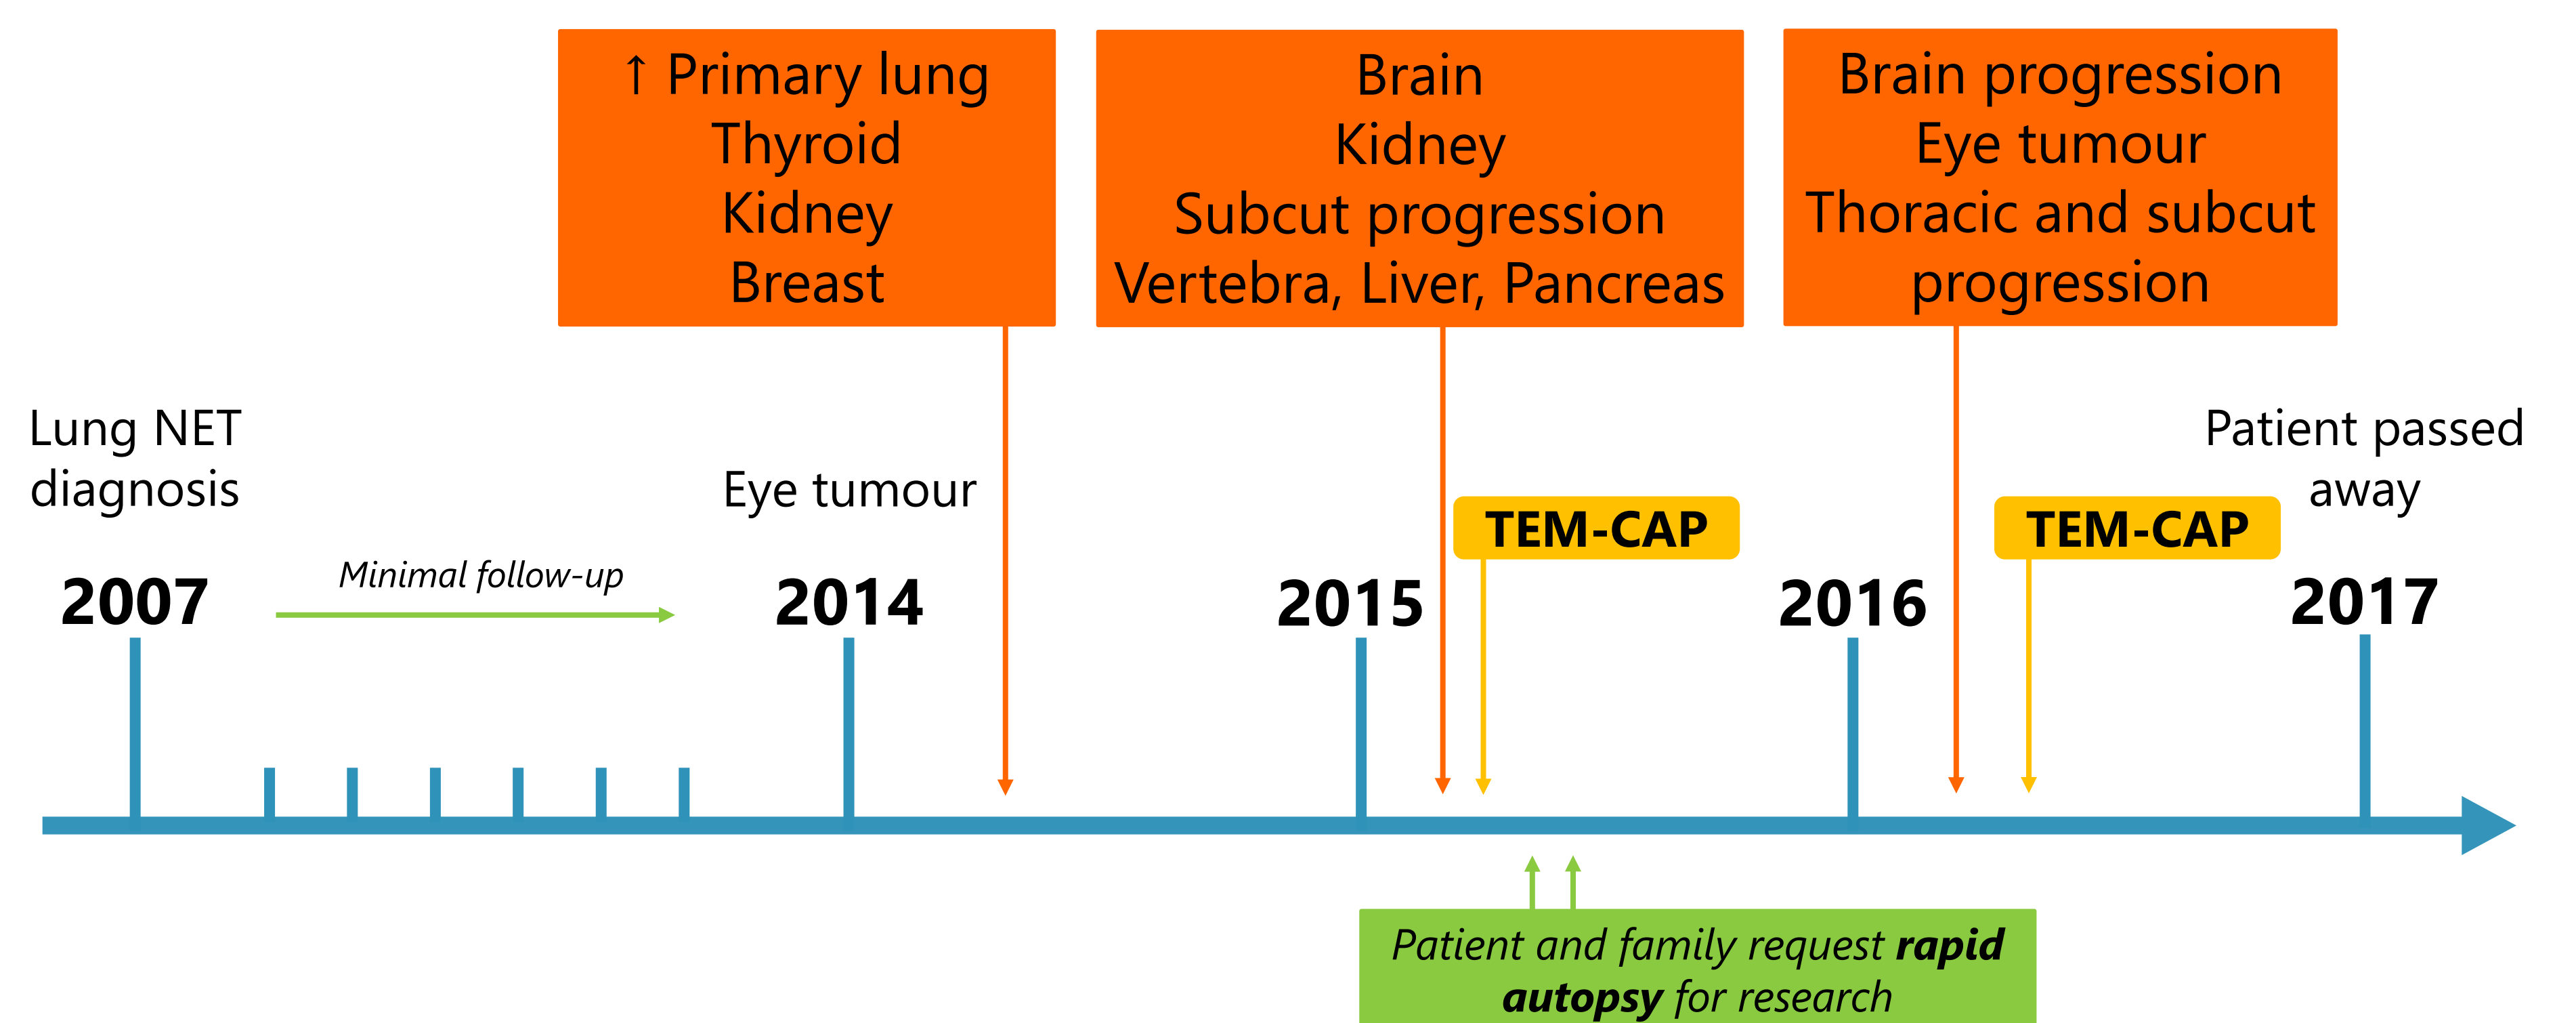 ↑ Primary lung
Thyroid
Kidney
Breast
Brain
Kidney
Subcut progression
Vertebra, Liver, Pancreas
Brain progression
Eye tumour
Thoracic and subcut
progression
Lung NET
diagnosis
Eye tumour
Patient passed
away
TEM-CAP
TEM-CAP
Minimal follow-up
2007
2014
2015
2016
2017
Patient and family request rapid
autopsy for research